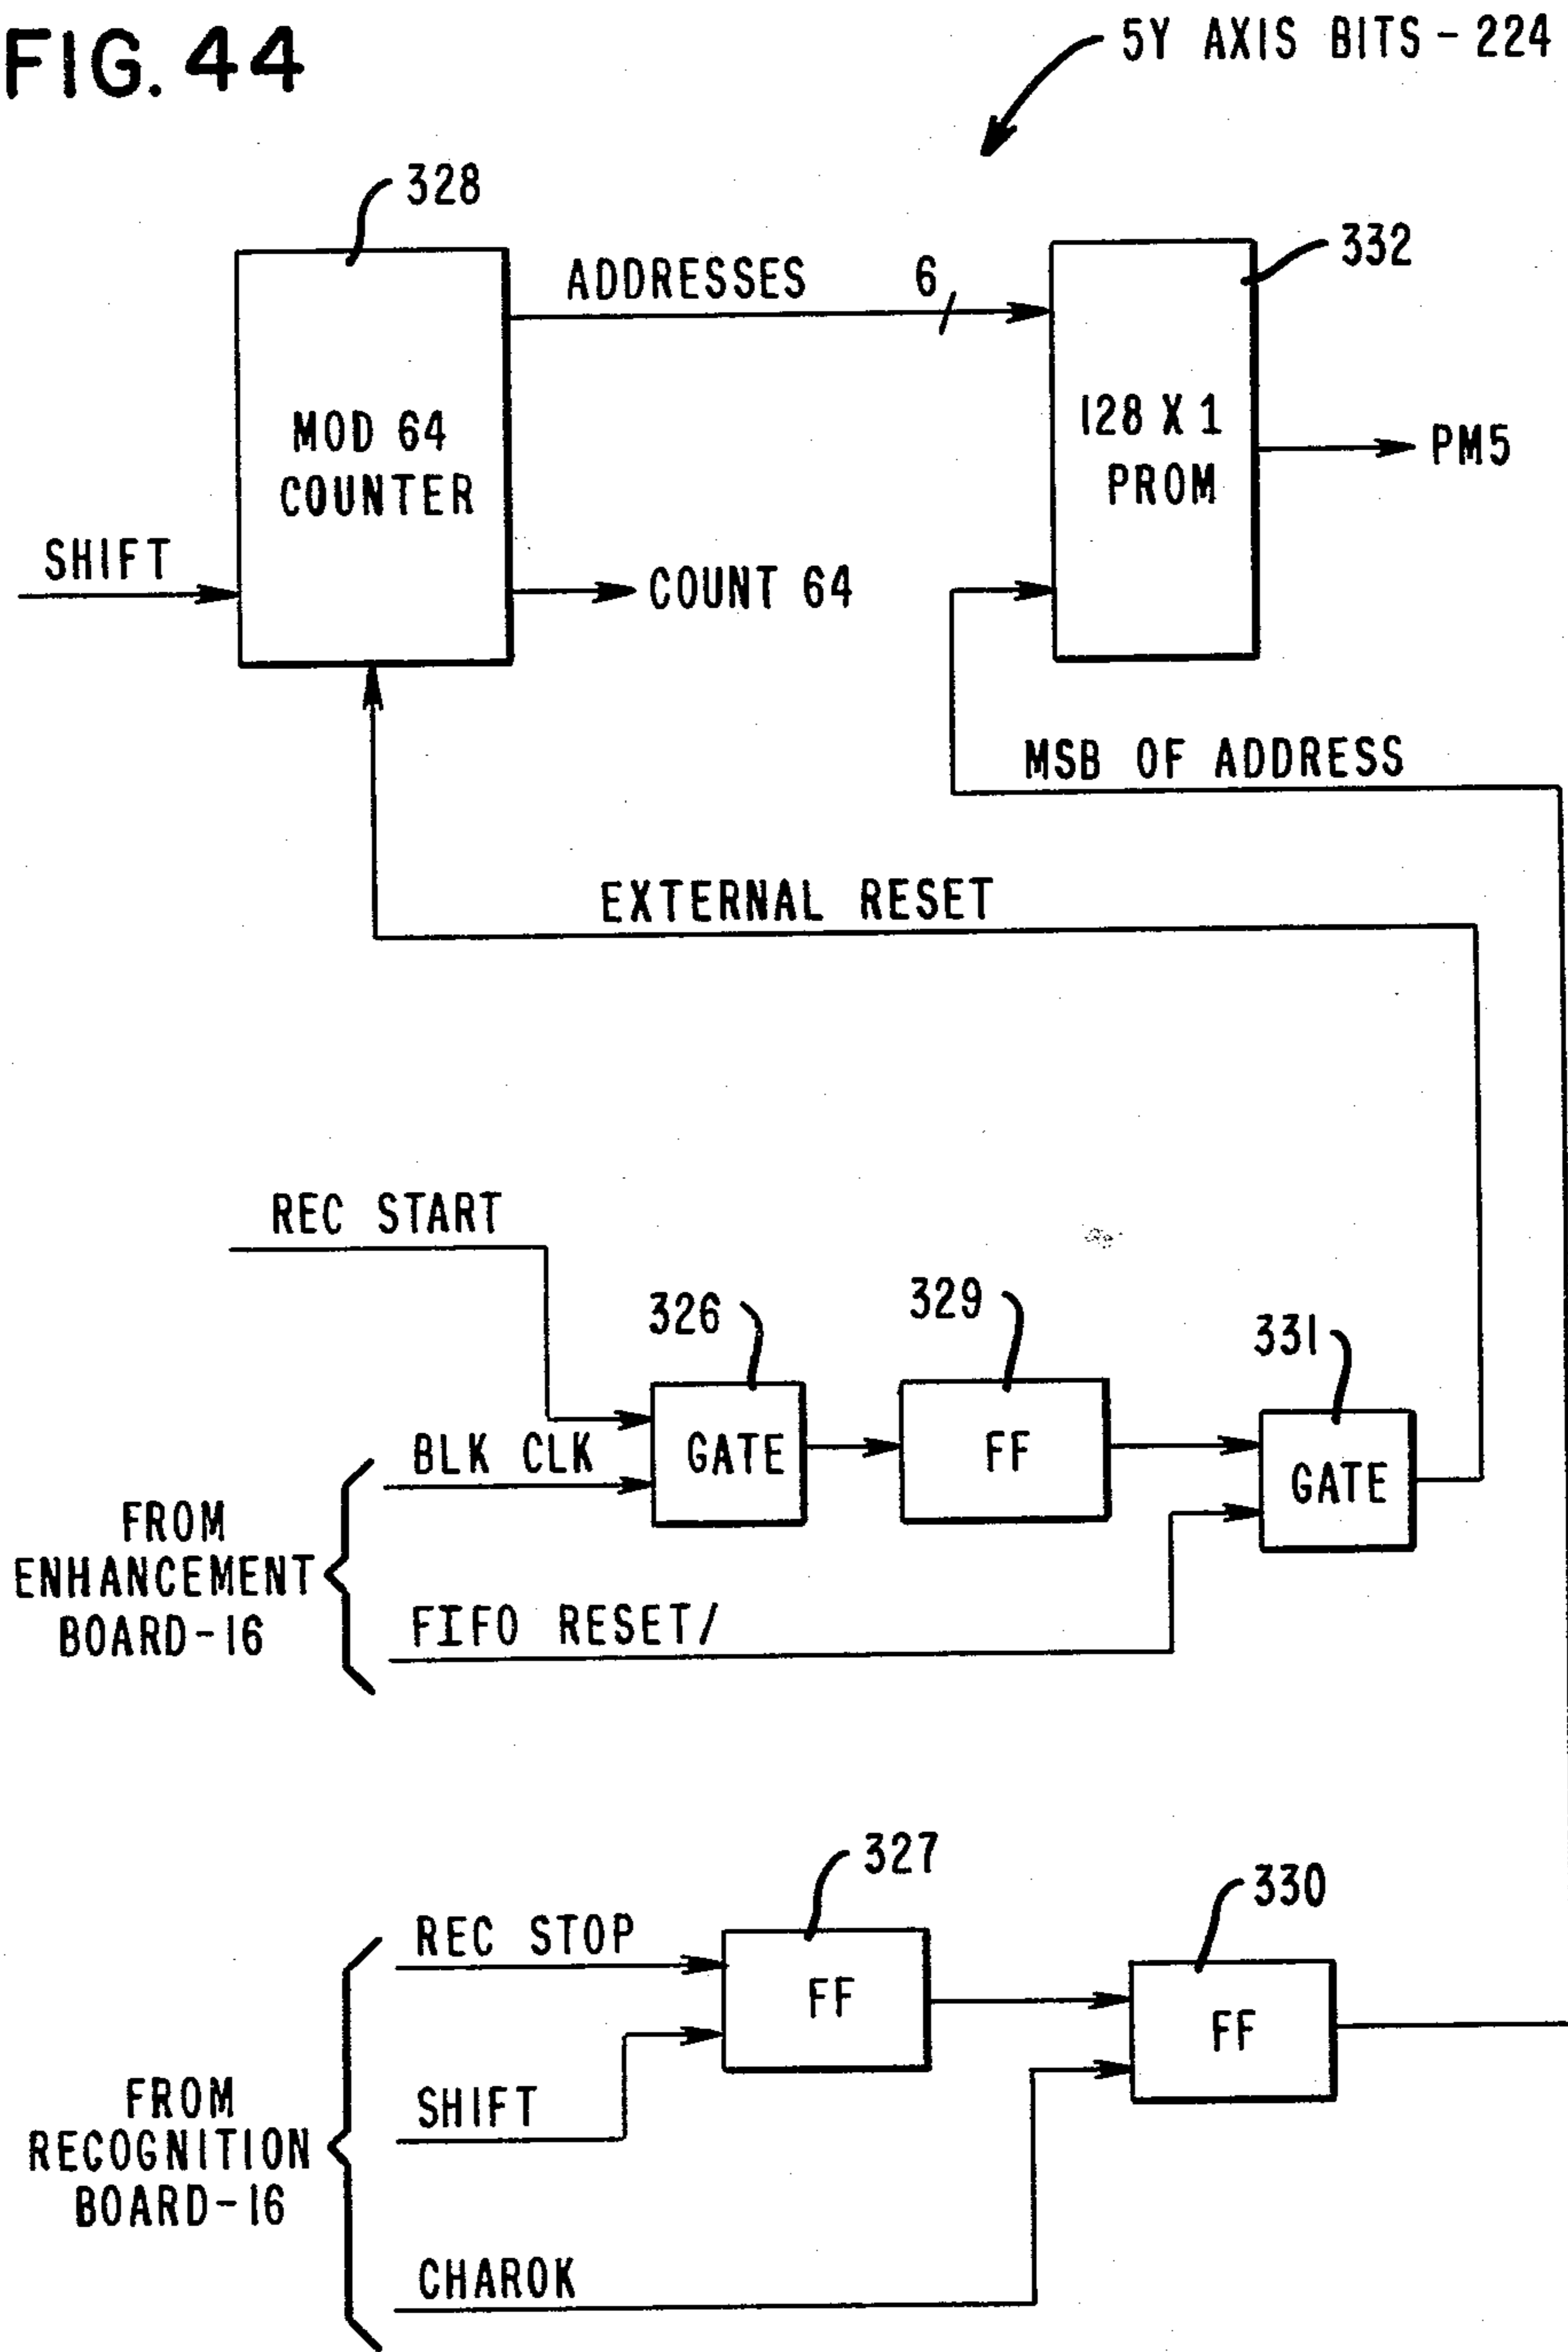 FIG. 44
5Y AXIS BITS - 224
328
332
ADDRESSES
6
MOD 64
COUNTER
128 X 1
PROM
PM5
SHIFT
COUNT 64
MSB OF ADDRESS
EXTERNAL RESET
REC START
326
329
331
BLK CLK
GATE
FF
GATE
FROM
ENHANCEMENT
BOARD-16
FIFO RESET/
327
330
REC STOP
FF
FF
SHIFT
FROM
RECOGNITION
BOARD-16
CHAROK